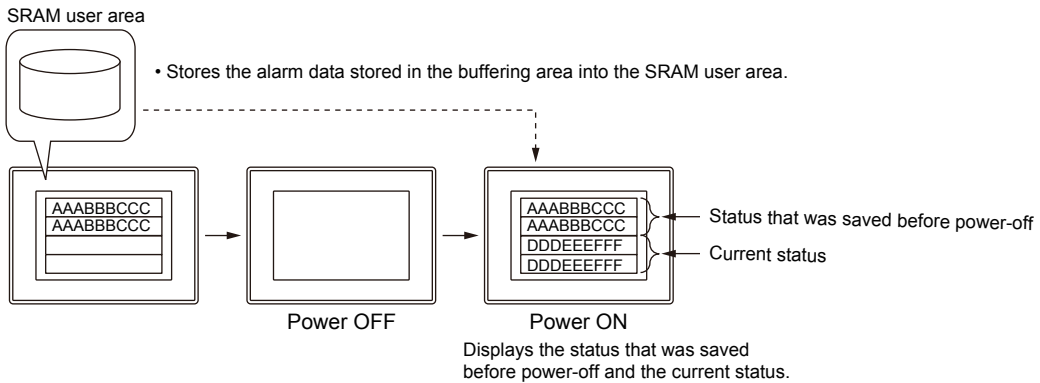 SRAM user area
• Stores the alarm data stored in the buffering area into the SRAM user area.
AAABBBCCC
AAABBBCCC
AAABBBCCC
AAABBBCCC
DDDEEEFFF
DDDEEEFFF
Status that was saved before power-off
Current status
Power OFF
Power ON
Displays the status that was saved
before power-off and the current status.